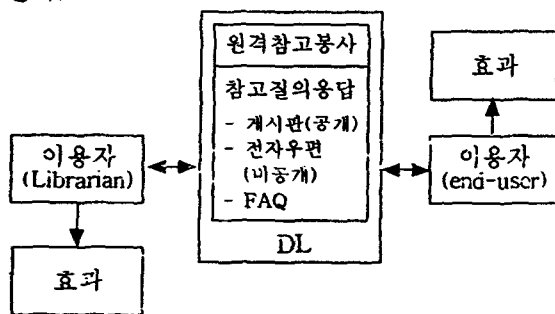 원격참고봉사
참고질의응답
- 게시판(공개)
- 전자우편
(비공개)
- FAQ
DL
이용자
(Librarian)
효과
효과
이용자
(end-user)